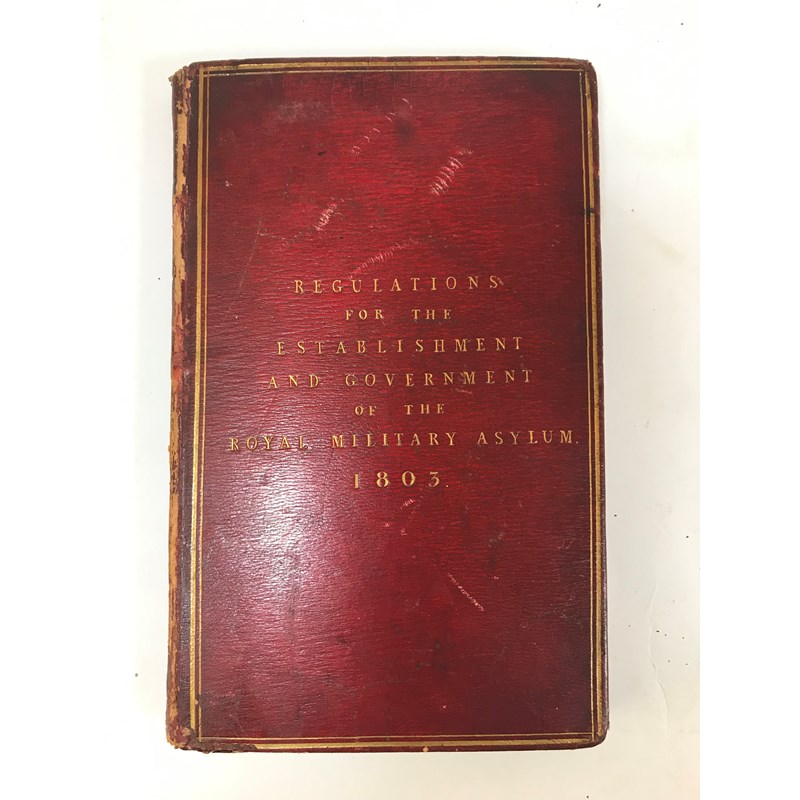 REGULATIONS
FOR THE
ESTABLISHMENT
AND GOVERNMENT
OF THE
ROYAL MILITARY ASYLUM.
1803.